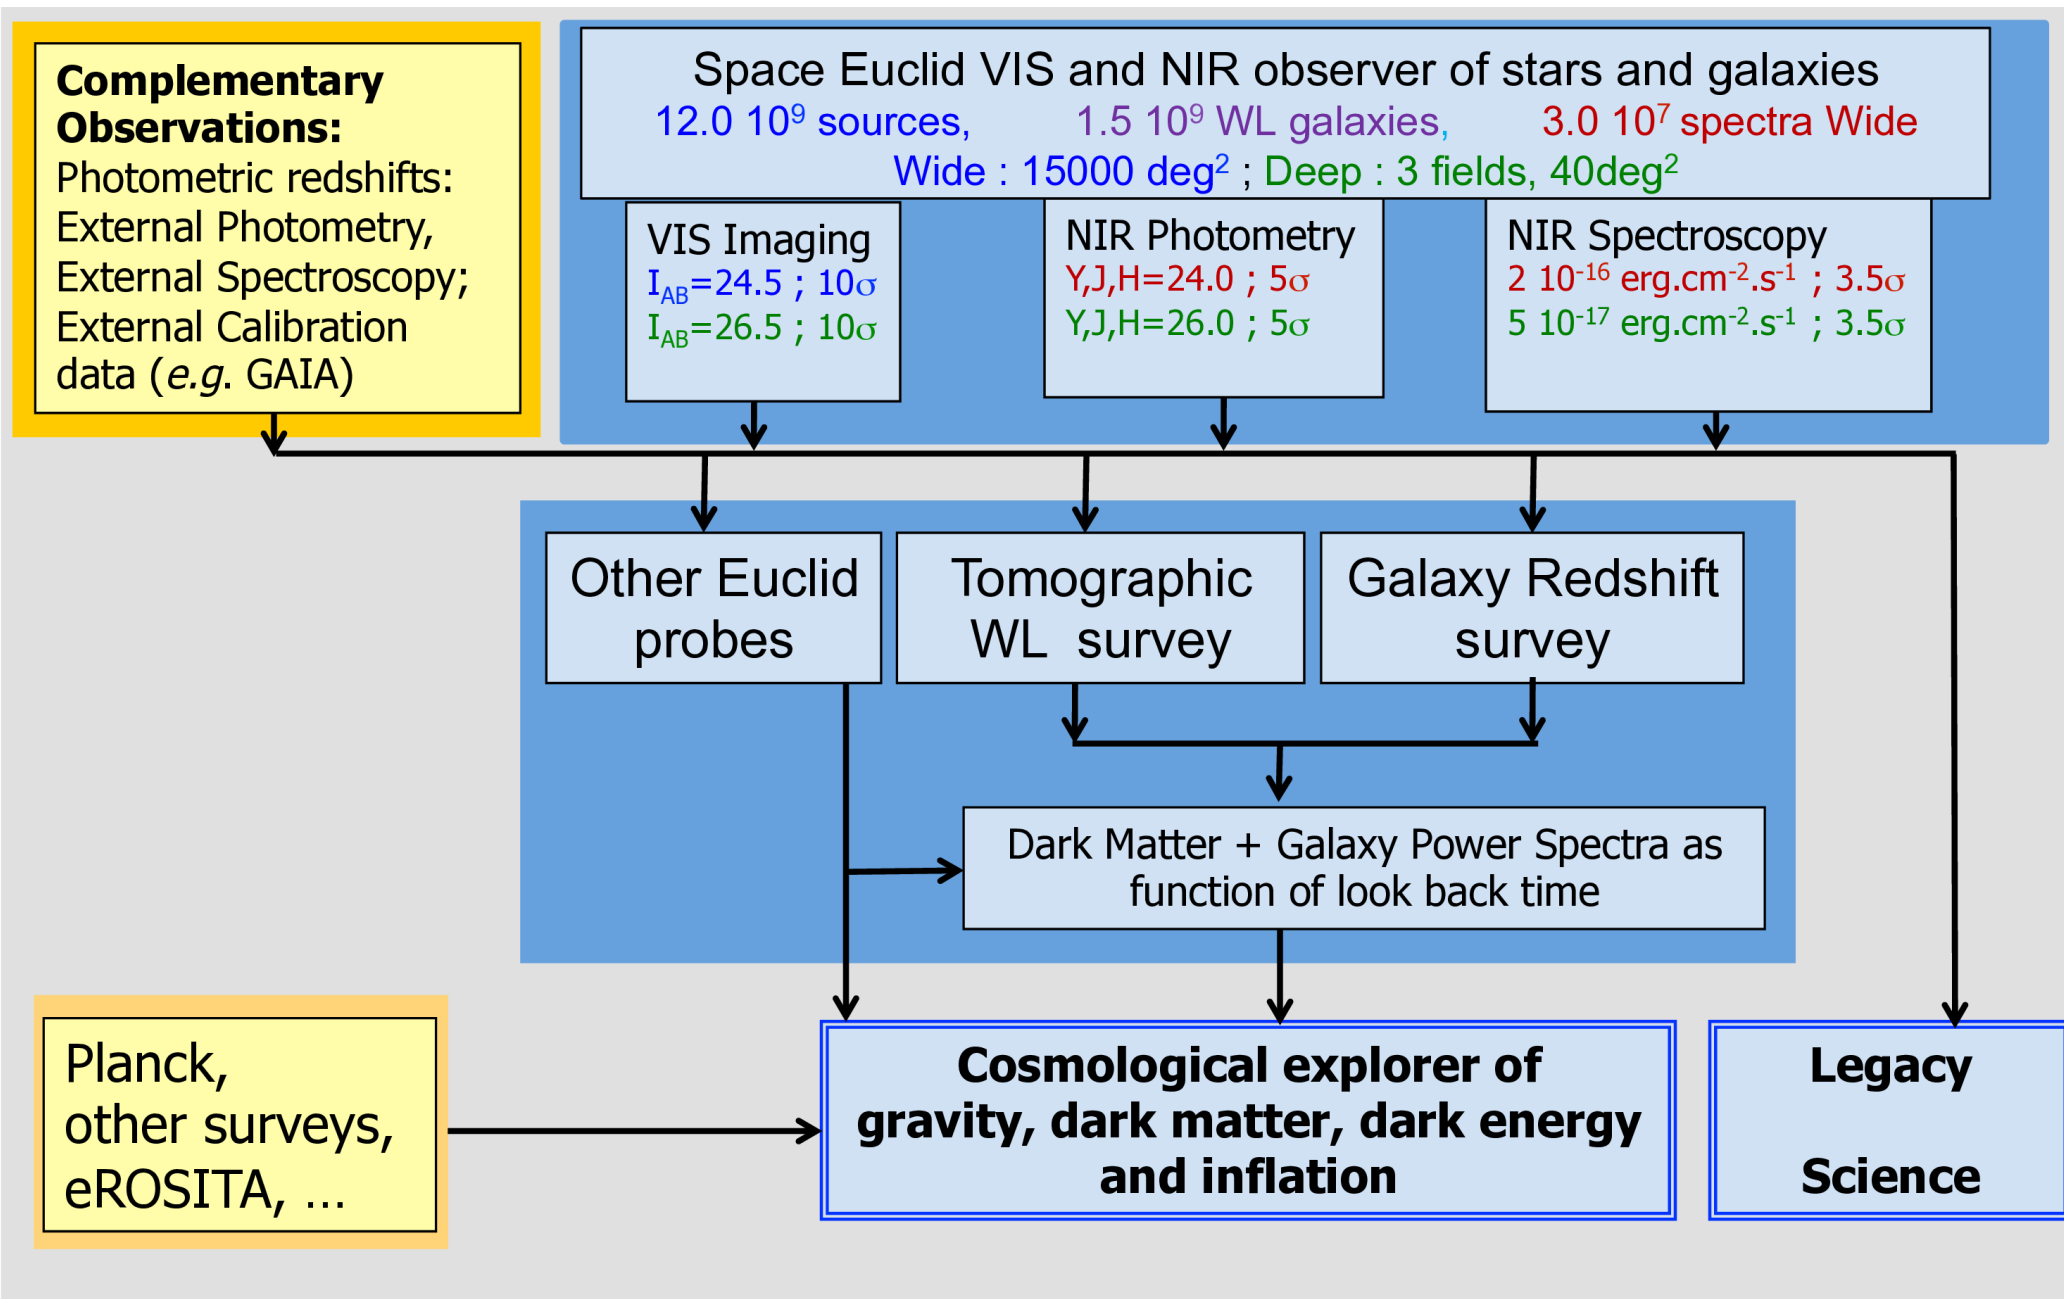 Complementary
Observations:
Photometric redshifts:
External Photometry,
External Spectroscopy;
External Calibration
data (e.g. GAIA)
Space Euclid VIS and NIR observer of stars and galaxies
12.0 10⁹ sources, 1.5 10⁹ WL galaxies, 3.0 10⁷ spectra Wide
Wide : 15000 deg² ; Deep : 3 fields, 40deg²
VIS Imaging
I_AB=24.5 ; 10σ
I_AB=26.5 ; 10σ
NIR Photometry
Y,J,H=24.0 ; 5σ
Y,J,H=26.0 ; 5σ
NIR Spectroscopy
2 10⁻¹⁶ erg.cm⁻².s⁻¹ ; 3.5σ
5 10⁻¹⁷ erg.cm⁻².s⁻¹ ; 3.5σ
Other Euclid
probes
Tomographic
WL survey
Galaxy Redshift
survey
Dark Matter + Galaxy Power Spectra as
function of look back time
Planck,
other surveys,
eROSITA, ...
Cosmological explorer of
gravity, dark matter, dark energy
and inflation
Legacy
Science